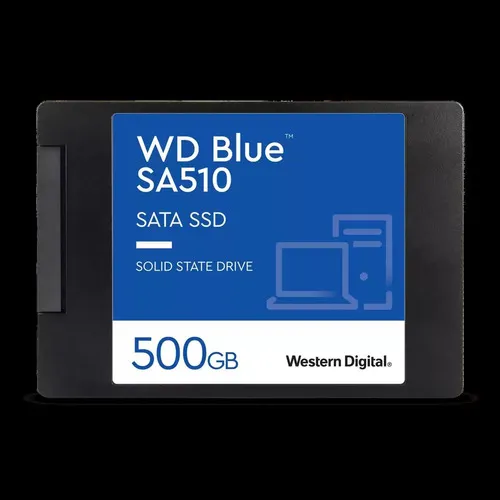 WD Blue™
SA510
SATA SSD
SOLID STATE DRIVE
500GB
Western Digital®